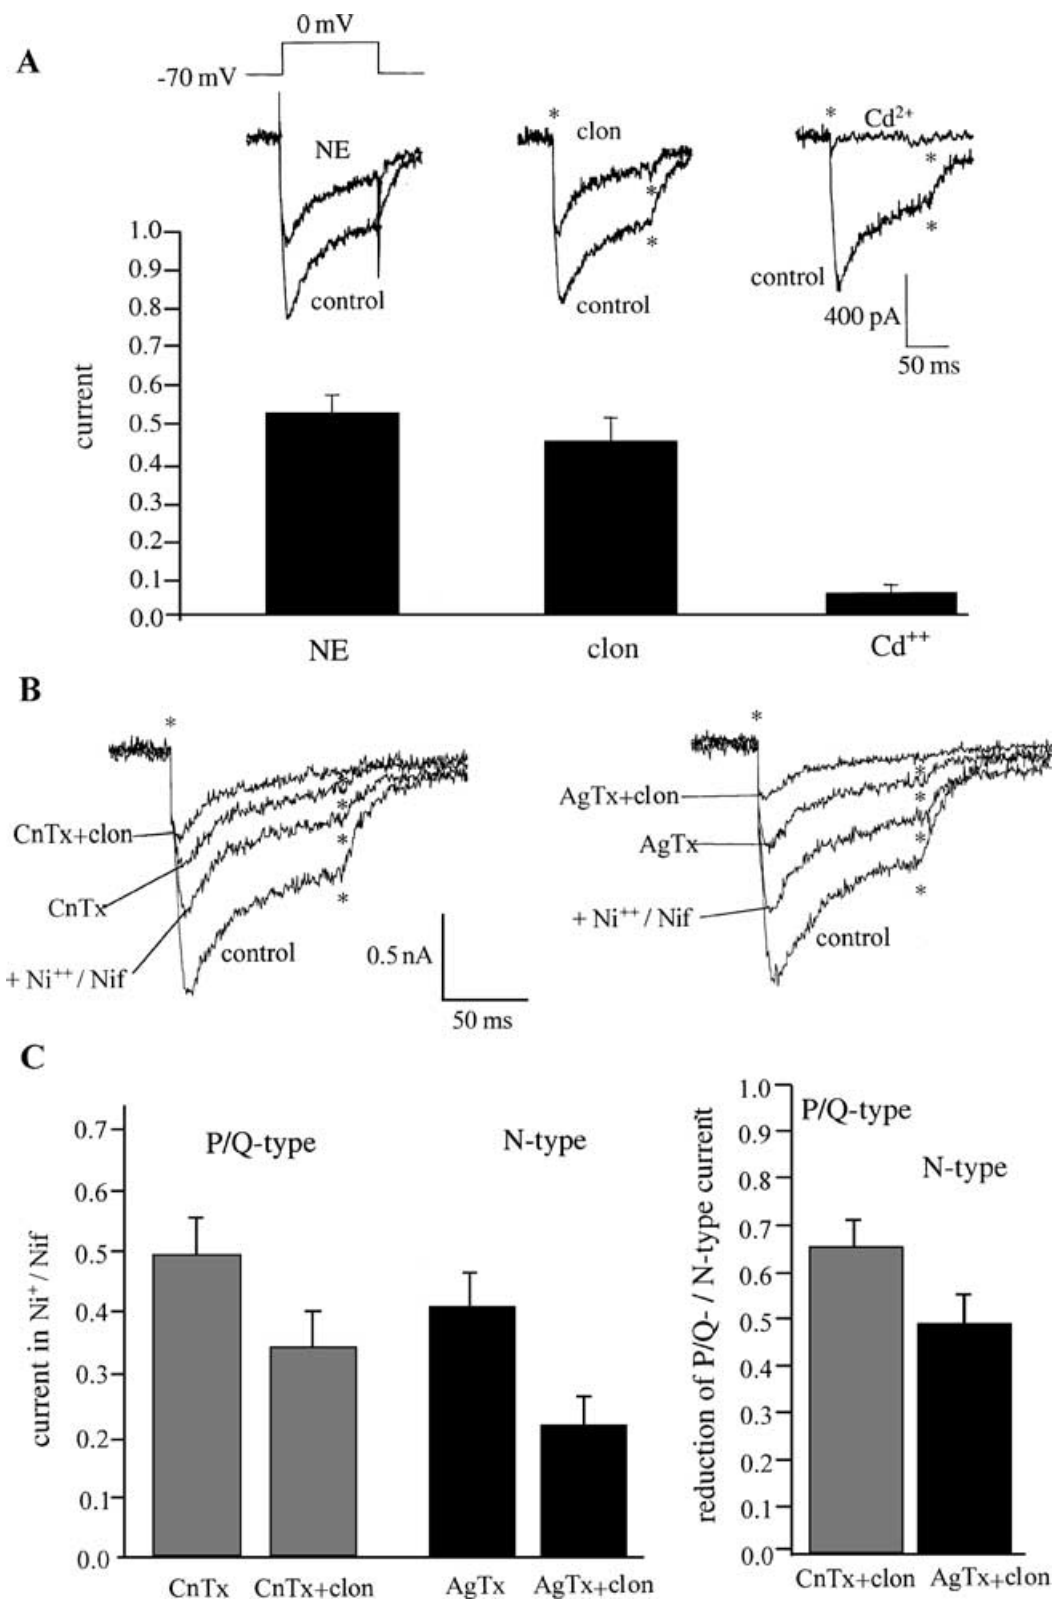 A
0 mV
-70 mV
NE
control
*
clon
*
*
control
*
Cd²⁺
*
*
control
400 pA
50 ms
current
1.0
0.9
0.8
0.7
0.6
0.5
0.4
0.3
0.2
0.1
0.0
NE
clon
Cd⁺⁺
B
*
CnTx+clon
CnTx
+ Ni⁺⁺ / Nif
control
*
*
*
0.5 nA
50 ms
*
AgTx+clon
AgTx
+ Ni⁺⁺ / Nif
control
*
*
*
*
C
current in Ni⁺ / Nif
0.7
0.6
0.5
0.4
0.3
0.2
0.1
0.0
P/Q-type
N-type
CnTx
CnTx+clon
AgTx
AgTx+clon
reduction of P/Q- / N-type current
1.0
0.9
0.8
0.7
0.6
0.5
0.4
0.3
0.2
0.1
0.0
P/Q-type
N-type
CnTx+clon
AgTx+clon